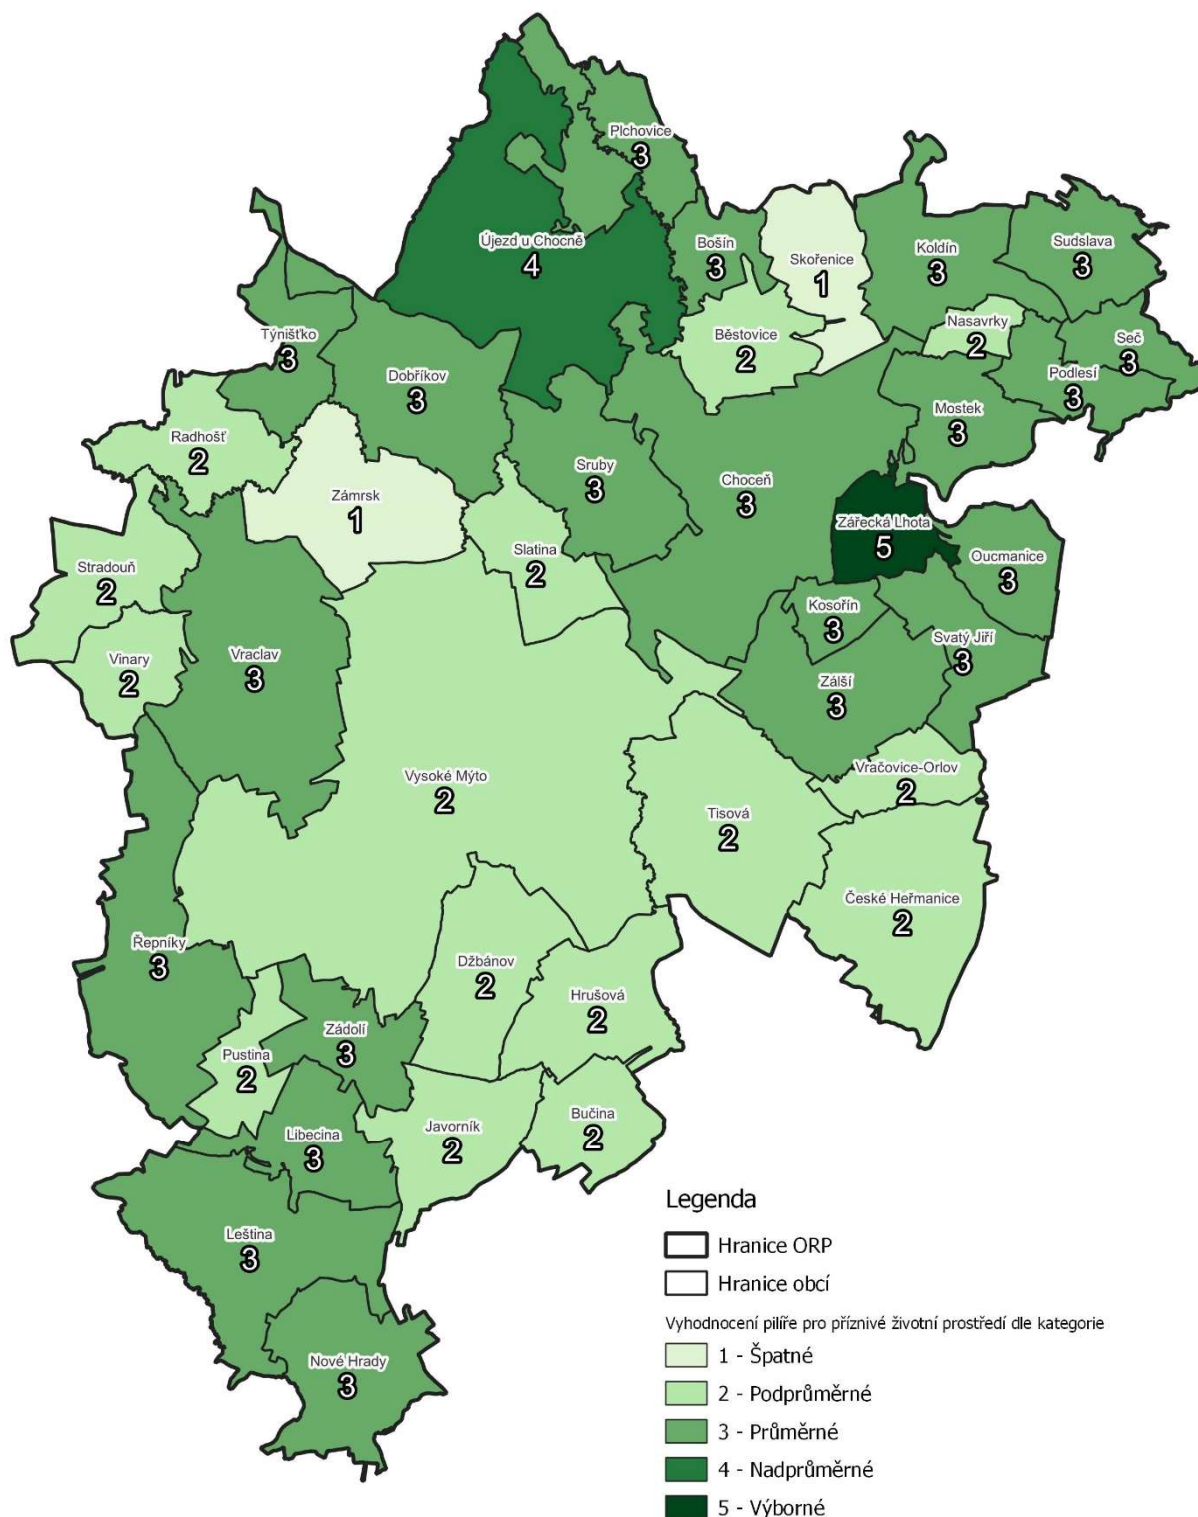 Plchovice
3
Újezd u Chocně
4
Bošín
3
Skořenice
1
Koldín
3
Sudslava
3
Týnišťko
3
Běstovice
2
Nasavrky
2
Seč
3
Dobříkov
3
Podlesí
3
Mostek
3
Radhošť
2
Sruby
3
Choceň
3
Zámrsk
1
Zářecká Lhota
5
Slatina
2
Oucmanice
3
Stradouň
2
Kosořín
3
Svatý Jiří
3
Vinary
2
Vraclav
3
Zálší
3
Vysoké Mýto
2
Vračovice-Orlov
2
Tisová
2
České Heřmanice
2
Řepníky
3
Džbánov
2
Hrušová
2
Zádolí
3
Pustina
2
Bučina
2
Javorník
2
Libecina
3
Leština
3
Nové Hrady
3
Legenda
Hranice ORP
Hranice obcí
Vyhodnocení pilíře pro příznivé životní prostředí dle kategorie
1 - Špatné
2 - Podprůměrné
3 - Průměrné
4 - Nadprůměrné
5 - Výborné